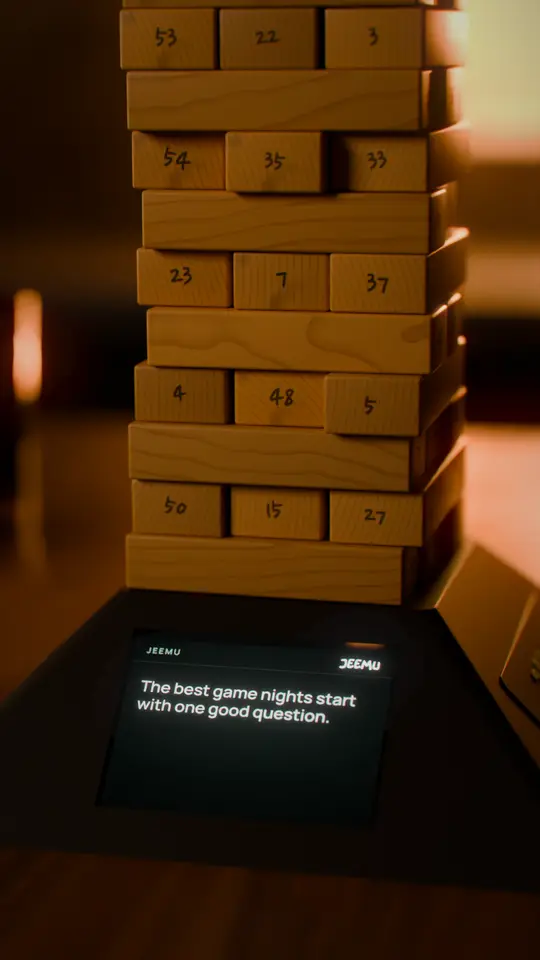 53 22 3
54 35 33
23 7 37
4 48 5
50 15 27
JEEMU JEEMU
The best game nights start
with one good question.